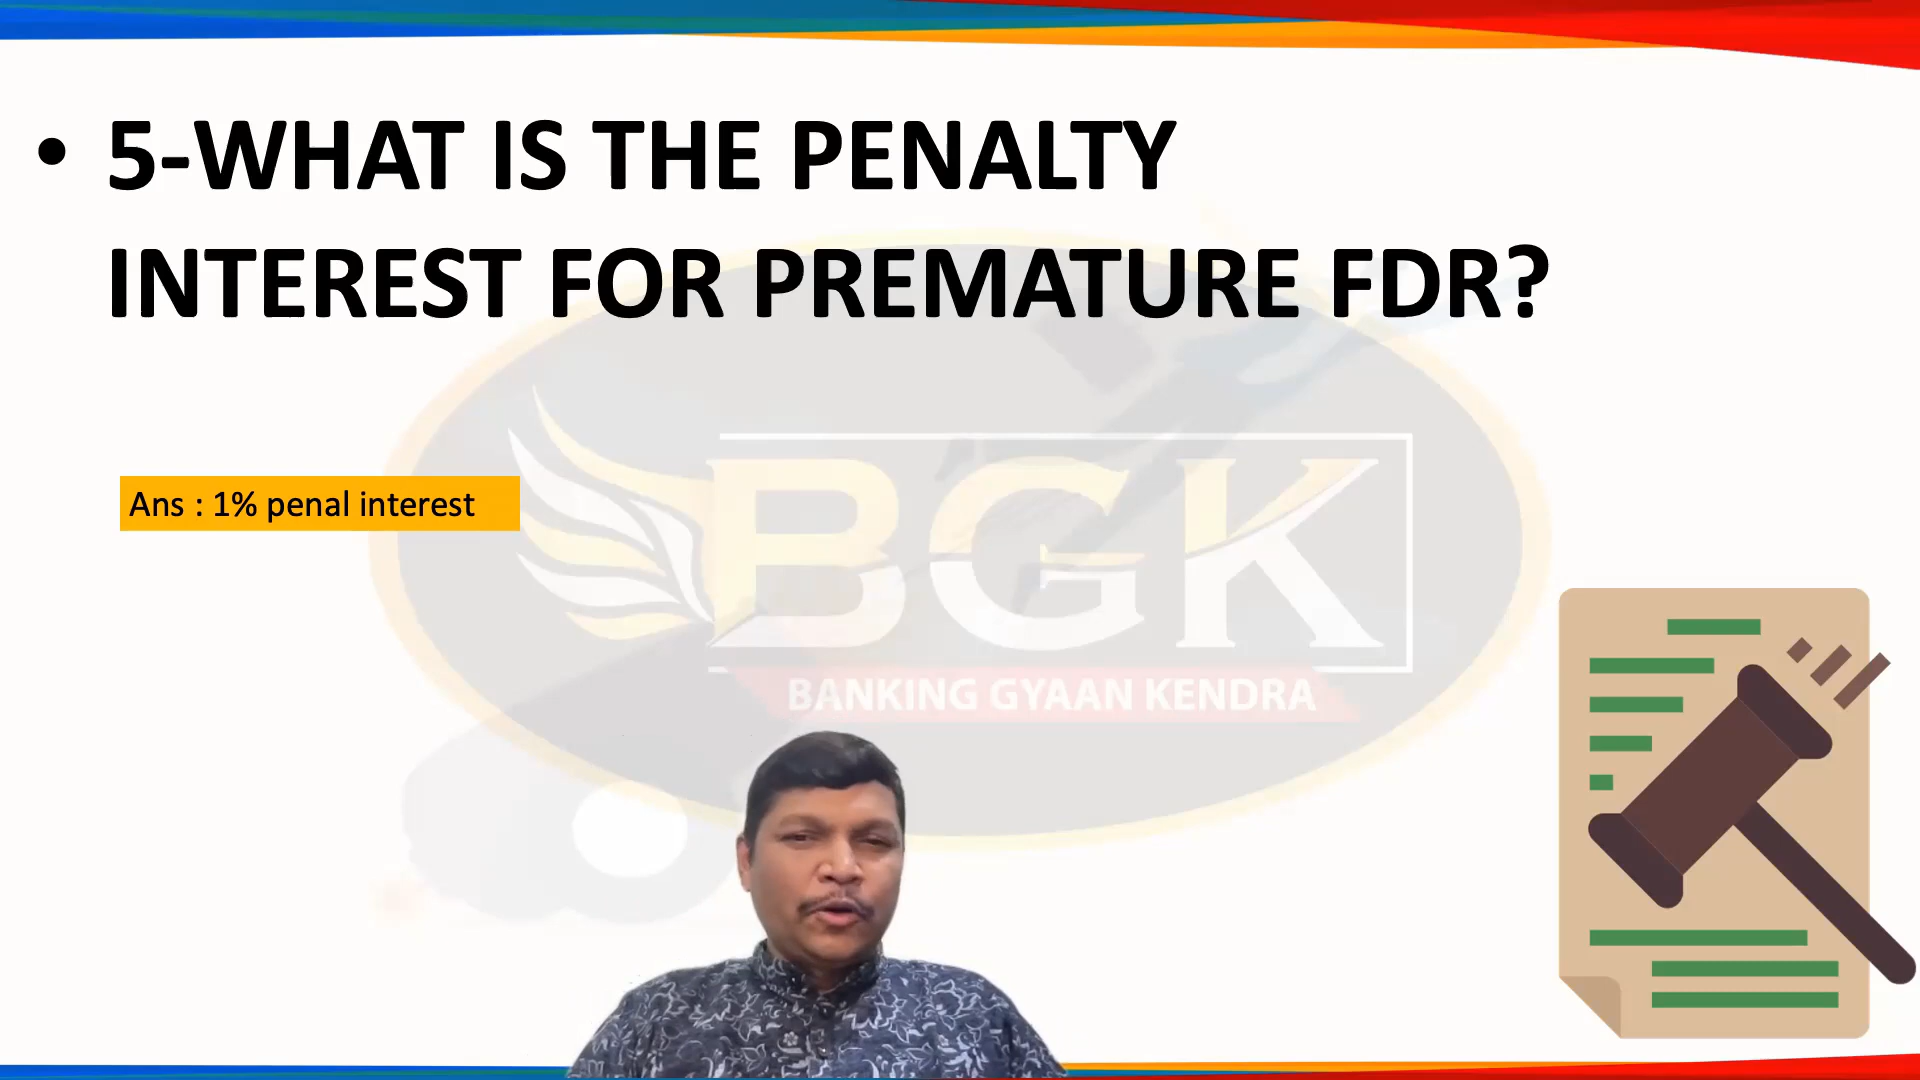 • 5-WHAT IS THE PENALTY
INTEREST FOR PREMATURE FDR?
Ans : 1% penal interest
BGK
BANKING GYAAN KENDRA